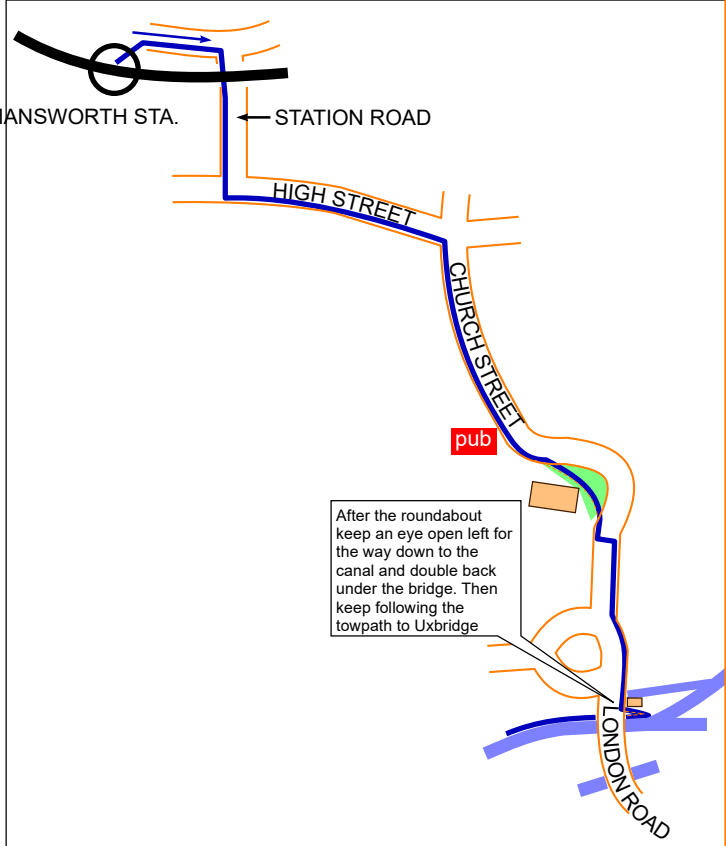 MANSWORTH STA.
STATION ROAD
HIGH STREET
CHURCH STREET
pub
After the roundabout
keep an eye open left for
the way down to the
canal and double back
under the bridge. Then
keep following the
towpath to Uxbridge
LONDON ROAD